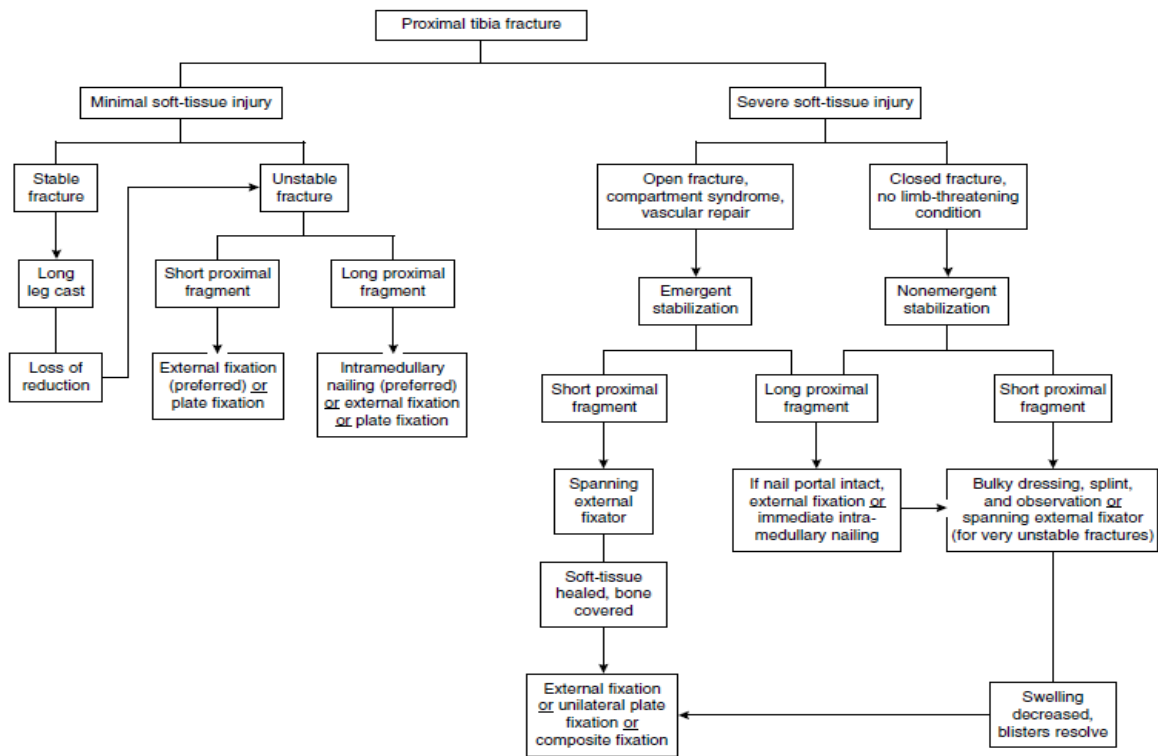 Proximal tibia fracture
Minimal soft-tissue injury
Severe soft-tissue injury
Stable
fracture
Unstable
fracture
Open fracture,
compartment syndrome,
vascular repair
Closed fracture,
no limb-threatening
condition
Long
leg cast
Short proximal
fragment
Long proximal
fragment
Emergent
stabilization
Nonemergent
stabilization
Loss of
reduction
External fixation
(preferred) or
plate fixation
Intramedullary
nailing (preferred)
or external fixation
or plate fixation
Short proximal
fragment
Long proximal
fragment
Short proximal
fragment
Spanning
external
fixator
If nail portal intact,
external fixation or
immediate intra-
medullary nailing
Bulky dressing, splint,
and observation or
spanning external fixator
(for very unstable fractures)
Soft-tissue
healed, bone
covered
External fixation
or unilateral plate
fixation or
composite fixation
Swelling
decreased,
blisters resolve